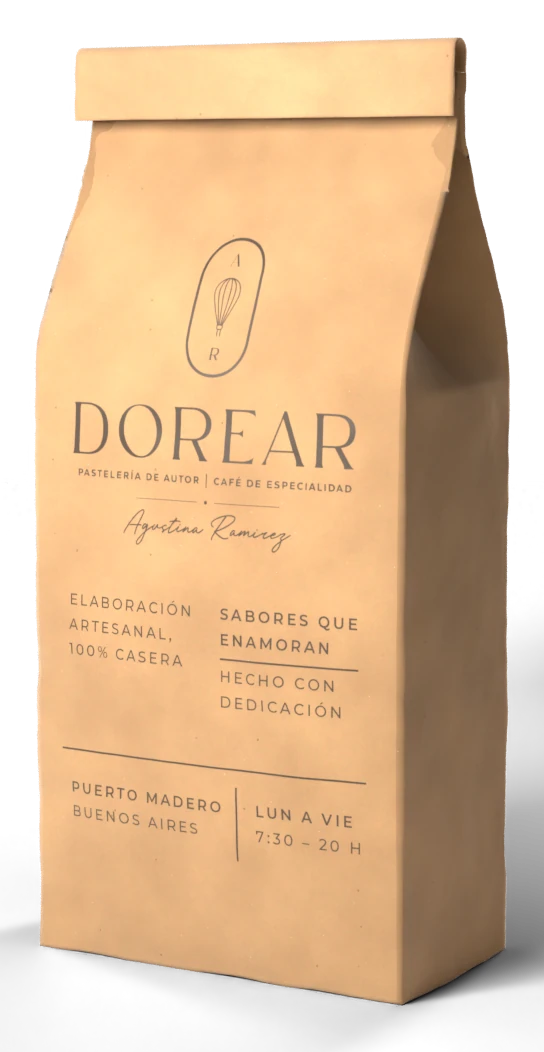 A
R
DOREAR
PASTELERÍA DE AUTOR | CAFÉ DE ESPECIALIDAD
Agustina Ramirez
ELABORACIÓN
ARTESANAL,
100% CASERA
SABORES QUE
ENAMORAN
HECHO CON
DEDICACIÓN
PUERTO MADERO
BUENOS AIRES
LUN A VIE
7:30 – 20 H